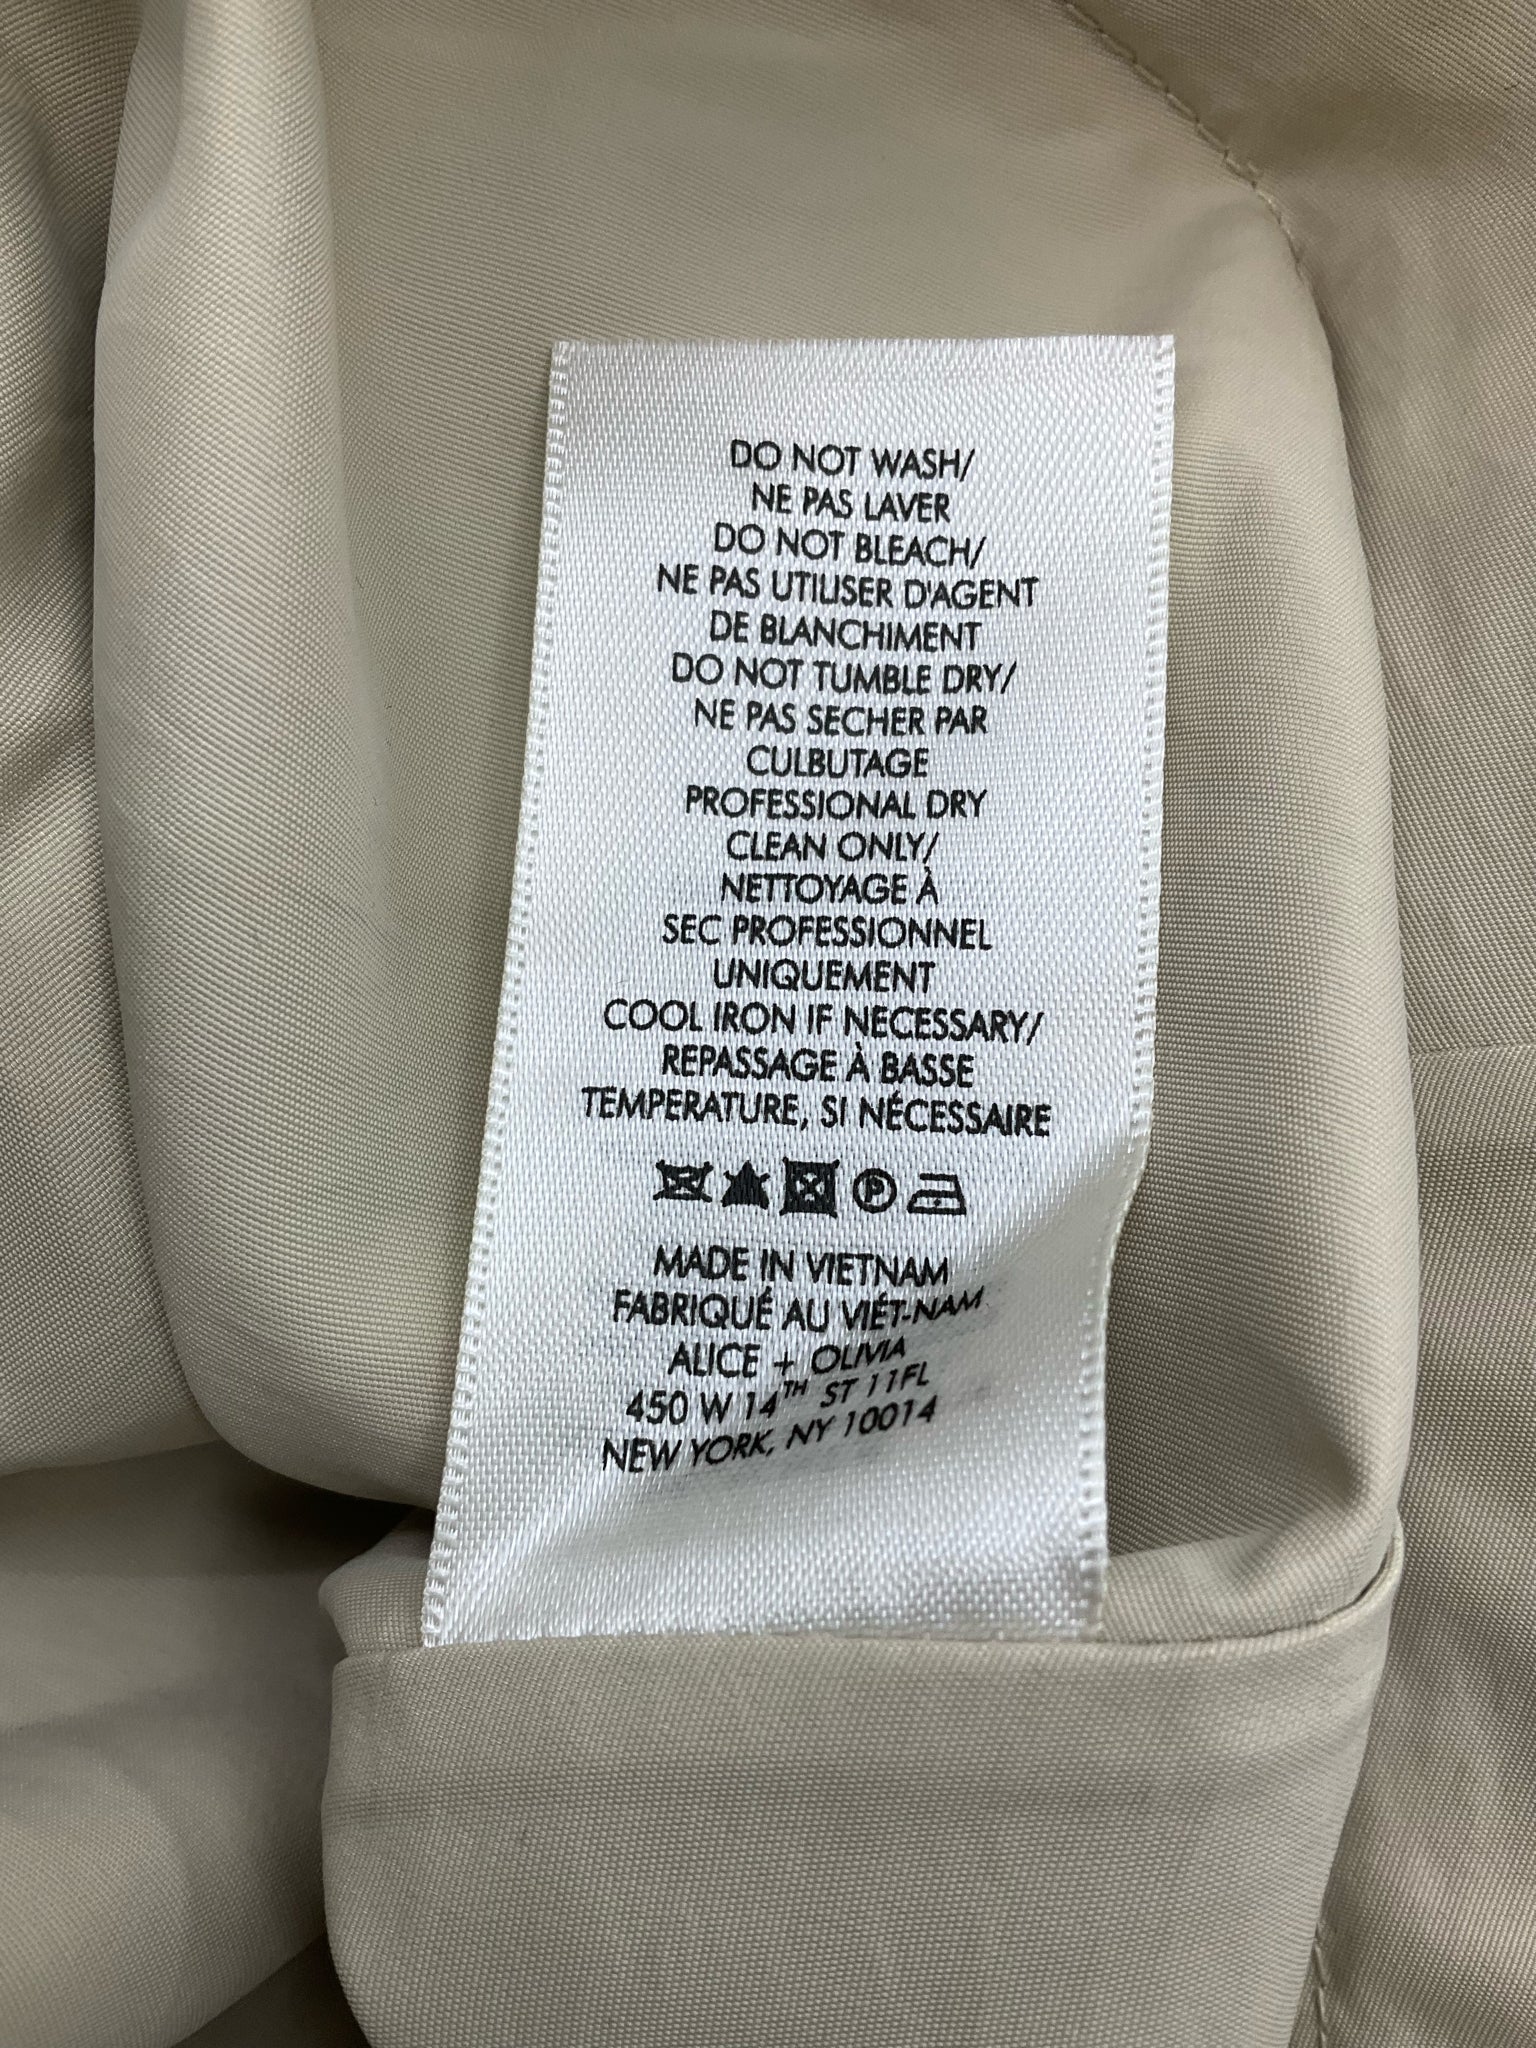 DO NOT WASH/
NE PAS LAVER
DO NOT BLEACH/
NE PAS UTILISER D'AGENT
DE BLANCHIMENT
DO NOT TUMBLE DRY/
NE PAS SECHER PAR
CULBUTAGE
PROFESSIONAL DRY
CLEAN ONLY/
NETTOYAGE À
SEC PROFESSIONNEL
UNIQUEMENT
COOL IRON IF NECESSARY/
REPASSAGE À BASSE
TEMPERATURE, SI NÉCESSAIRE
P
MADE IN VIETNAM
FABRIQUÉ AU VIÉT-NAM
ALICE + OLIVIA
450 W 14TH ST 11FL
NEW YORK, NY 10014